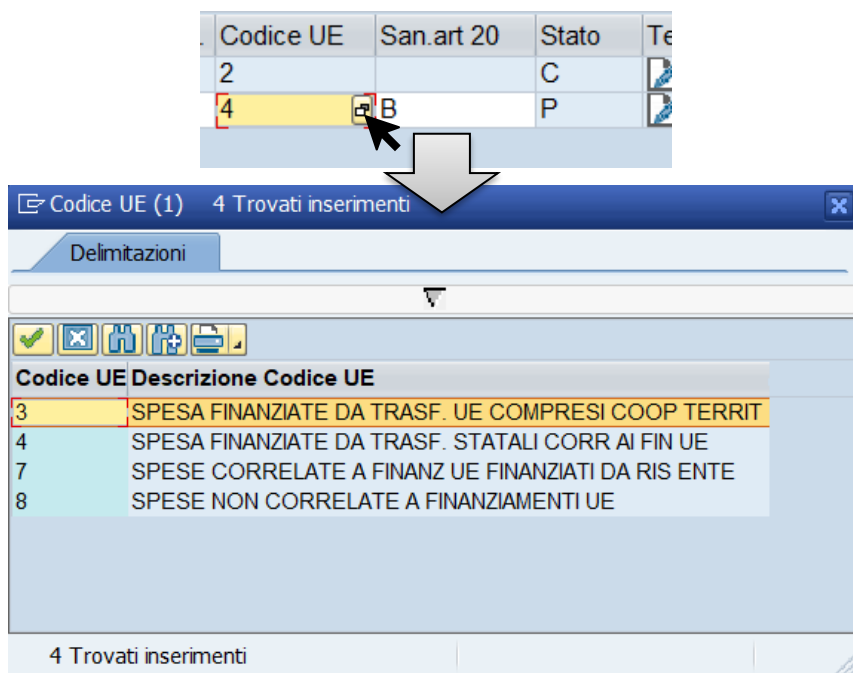 . Codice UE San.art 20 Stato Te
2 C
4 B P
Codice UE (1) 4 Trovati inserimenti
Delimitazioni
Codice UE Descrizione Codice UE
3 SPESA FINANZIATE DA TRASF. UE COMPRESI COOP TERRIT
4 SPESA FINANZIATE DA TRASF. STATALI CORR AI FIN UE
7 SPESE CORRELATE A FINANZ UE FINANZIATI DA RIS ENTE
8 SPESE NON CORRELATE A FINANZIAMENTI UE
4 Trovati inserimenti